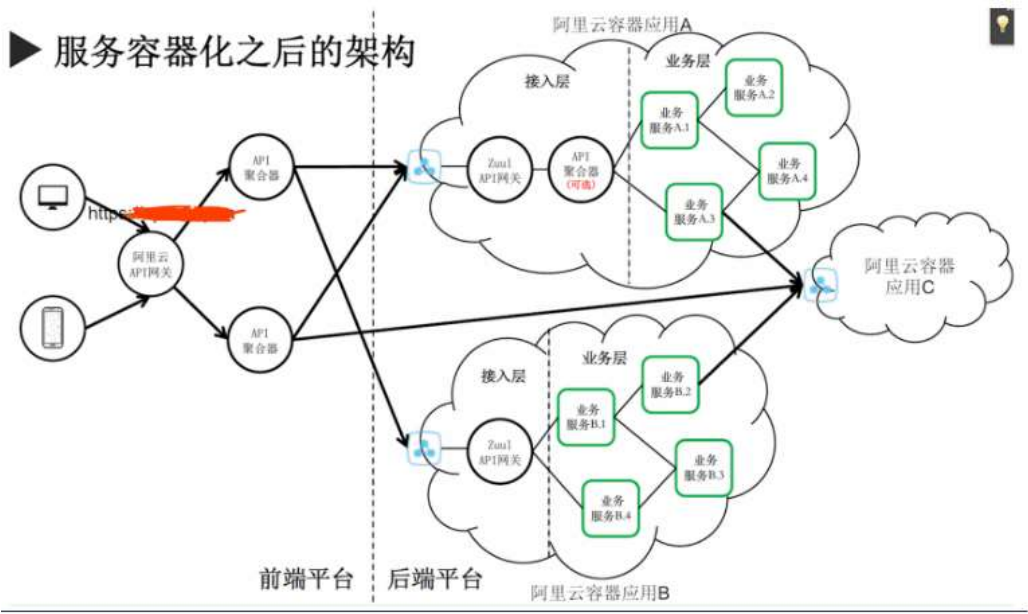 服务容器化之后的架构
阿里云容器应用A
接入层
业务层
业务
服务A.1
业务
服务A.2
业务
服务A.3
业务
服务A.4
Zuul
API网关
API
聚合器
(可选)
API
聚合器
https
阿里云
API网关
API
聚合器
阿里云容器
应用C
接入层
业务层
Zuul
API网关
业务
服务B.1
业务
服务B.2
业务
服务B.3
业务
服务B.4
前端平台
后端平台
阿里云容器应用B